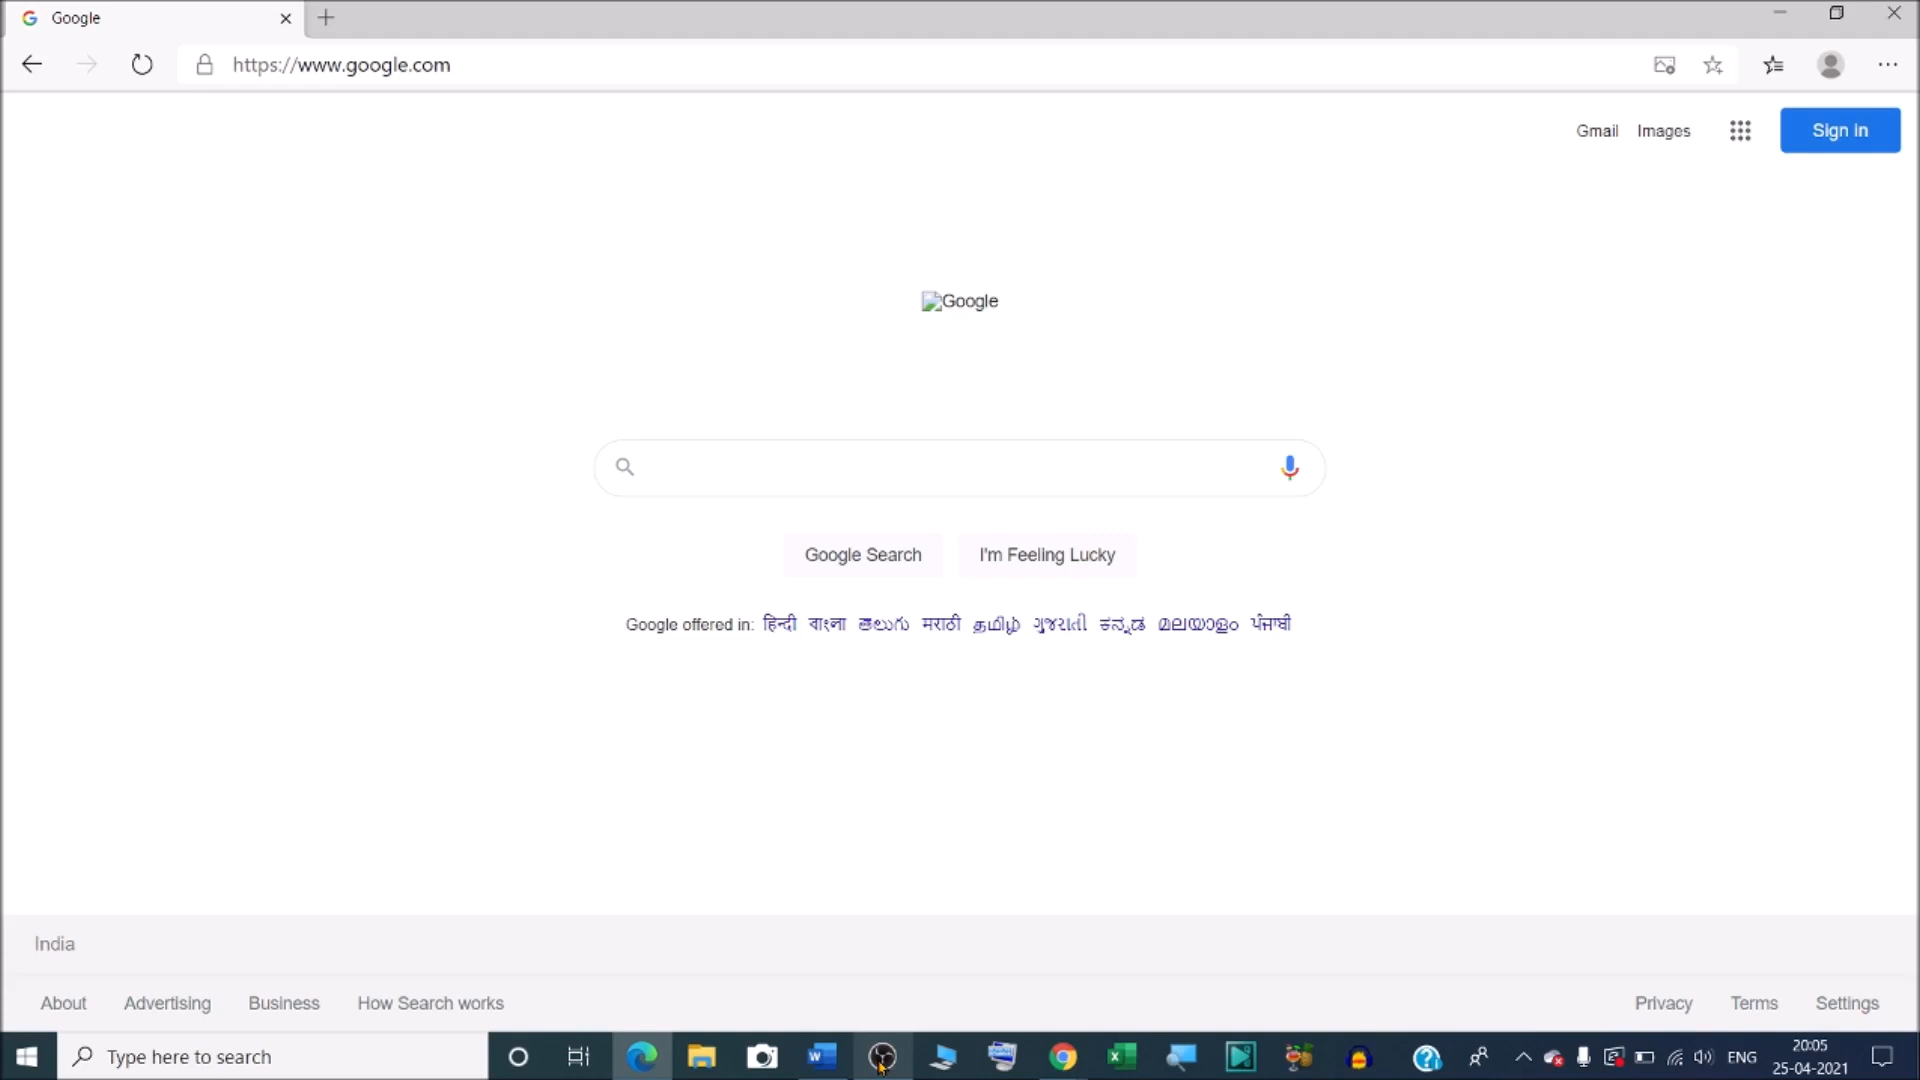 Google
https://www.google.com
Gmail Images Sign in
Google
Google Search I'm Feeling Lucky
Google offered in: हिन्दी বাংলা తెలుగు मराठी தமிழ் ગુજરાતી ಕನ್ನಡ മലയാളം ਪੰਜਾਬੀ
India
About Advertising Business How Search works Privacy Terms Settings
Type here to search ENG 20:05
25-04-2021